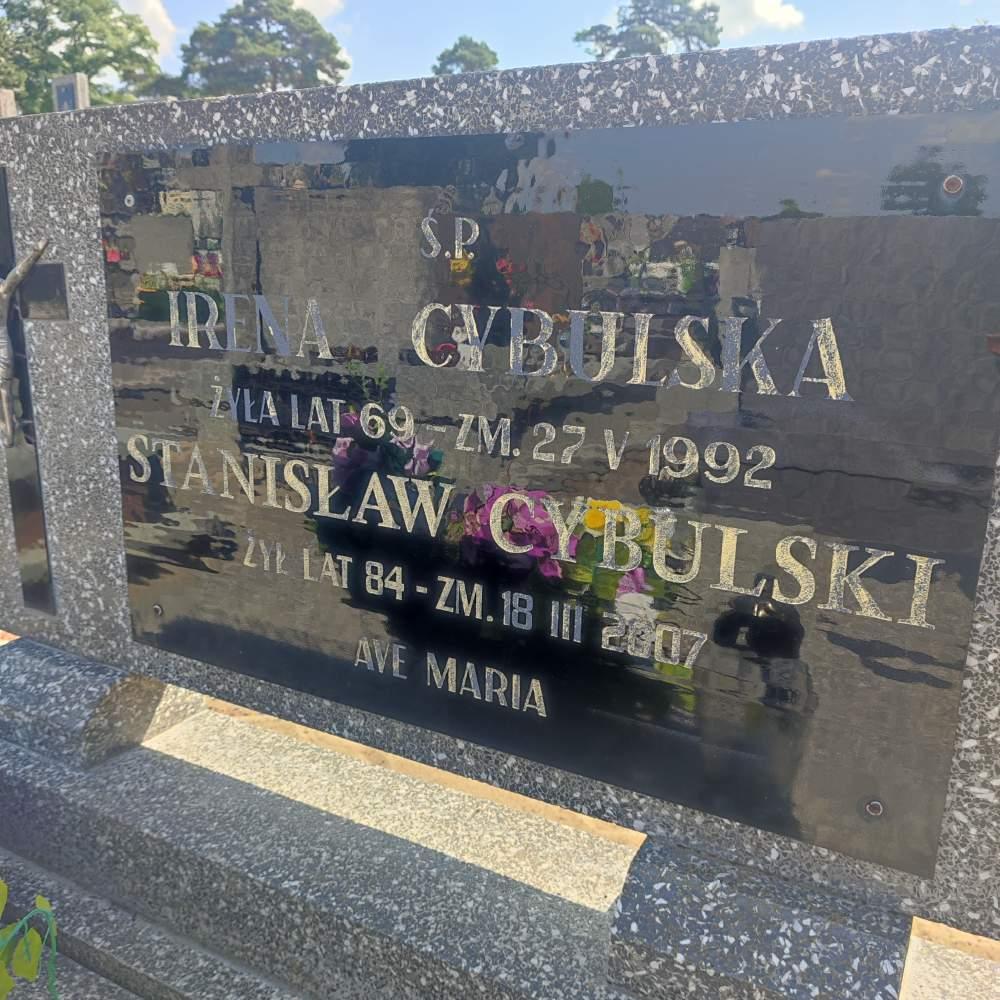 Ś.P.
IRENA CYBULSKA
ŻYŁA LAT 69 - ZM. 27 V 1992
STANISŁAW CYBULSKI
ŻYŁ LAT 84 - ZM. 18 III 2007
AVE MARIA